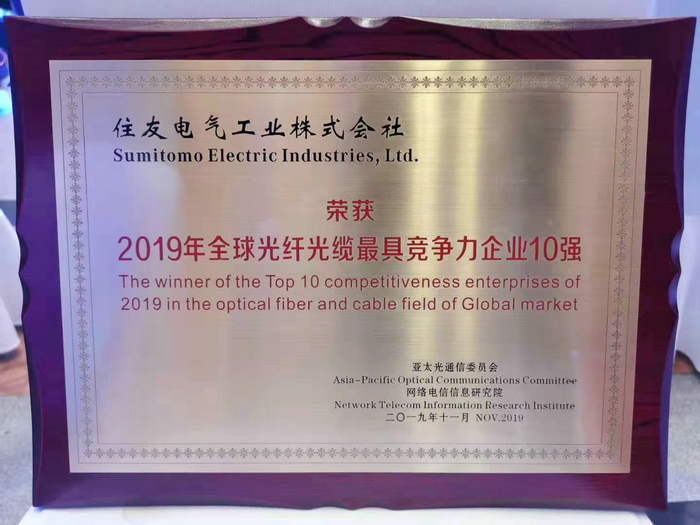 住友电气工业株式会社
Sumitomo Electric Industries, Ltd.
荣获
2019年全球光纤光缆最具竞争力企业10强
The winner of the Top 10 competitiveness enterprises of
2019 in the optical fiber and cable field of Global market
亚太光通信委员会
Asia-Pacific Optical Communications Committee
网络电信信息研究院
Network Telecom Information Research Institute
二〇一九年十一月 NOV.2019